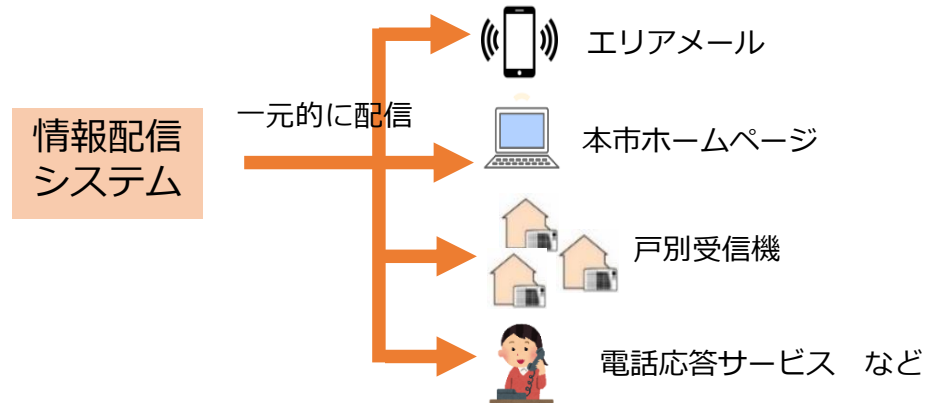 エリアメール
一元的に配信
情報配信
システム
本市ホームページ
戸別受信機
電話応答サービス　など